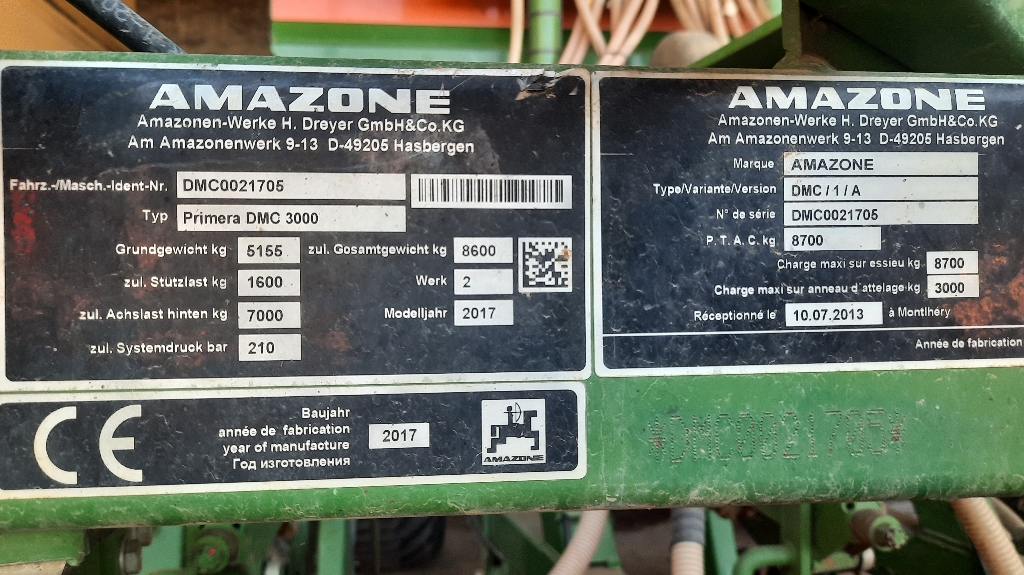 AMAZONE
Amazonen-Werke H. Dreyer GmbH&Co.KG
Am Amazonenwerk 9-13 D-49205 Hasbergen
Fahrz.-/Masch.-Ident-Nr. DMC0021705
Typ Primera DMC 3000
Grundgewicht kg 5155 zul. Gosamtgewicht kg 8600
zul. Stützlast kg 1600 Werk 2
zul. Achslast hinten kg 7000 Modelljahr 2017
zul. Systemdruck bar 210
Baujahr
année de fabrication
year of manufacture
Год изготовления
2017
CE
AMAZONE
AMAZONE
Amazonen-Werke H. Dreyer GmbH&Co.KG
Am Amazonenwerk 9-13 D-49205 Hasbergen
Marque AMAZONE
Type/Variante/Version DMC / 1 / A
N° de série DMC0021705
P.T.A.C. kg 8700
Charge maxi sur essieu kg 8700
Charge maxi sur anneau d'attelage kg 3000
Réceptionné le 10.07.2013 à Montlhéry
Année de fabrication
*DMC0021705*